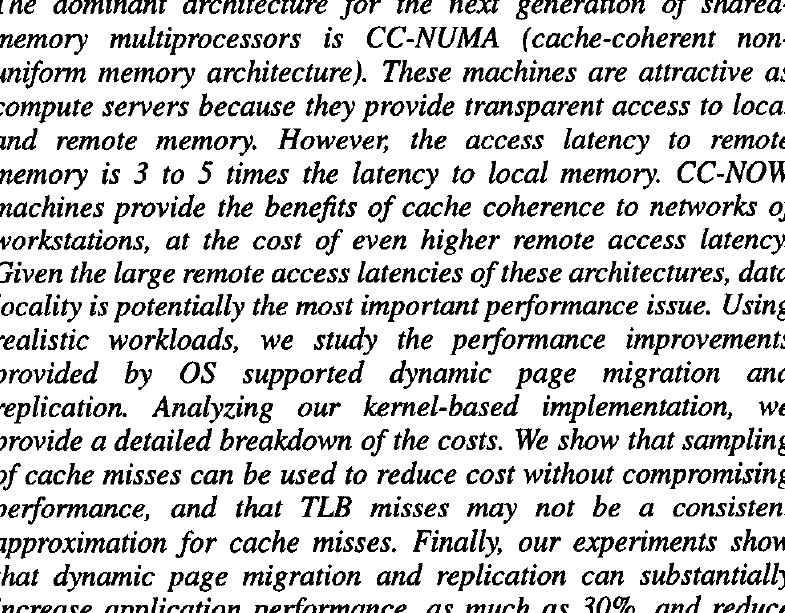 The dominant architecture for the next generation of shared-
memory multiprocessors is CC-NUMA (cache-coherent non-
uniform memory architecture). These machines are attractive as
compute servers because they provide transparent access to local
and remote memory. However, the access latency to remote
memory is 3 to 5 times the latency to local memory. CC-NOW
machines provide the benefits of cache coherence to networks of
workstations, at the cost of even higher remote access latency.
Given the large remote access latencies of these architectures, data
locality is potentially the most important performance issue. Using
realistic workloads, we study the performance improvements
provided by OS supported dynamic page migration and
replication. Analyzing our kernel-based implementation, we
provide a detailed breakdown of the costs. We show that sampling
of cache misses can be used to reduce cost without compromising
performance, and that TLB misses may not be a consistent
approximation for cache misses. Finally, our experiments show
that dynamic page migration and replication can substantially
increase application performance, as much as 30%, and reduce